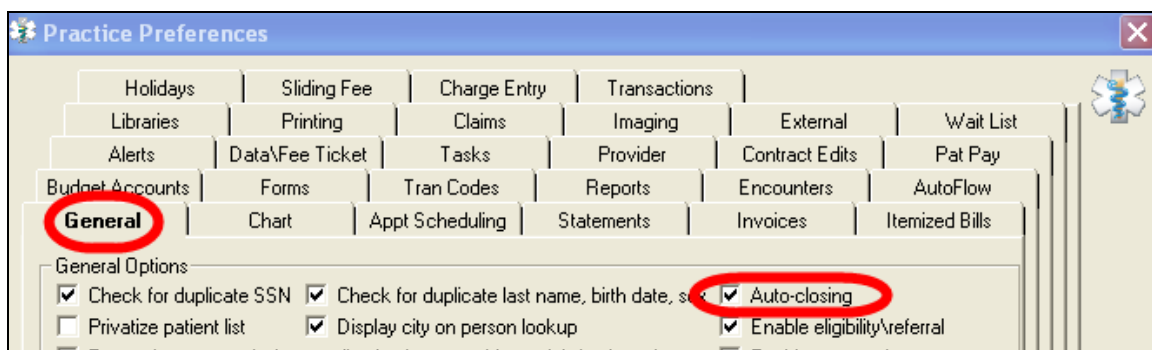 Practice Preferences
Holidays Sliding Fee Charge Entry Transactions
Libraries Printing Claims Imaging External Wait List
Alerts Data\Fee Ticket Tasks Provider Contract Edits Pat Pay
Budget Accounts Forms Tran Codes Reports Encounters AutoFlow
General Chart Appt Scheduling Statements Invoices Itemized Bills
General Options
Check for duplicate SSN Check for duplicate last name, birth date, sex Auto-closing
Privatize patient list Display city on person lookup Enable eligibility\referral